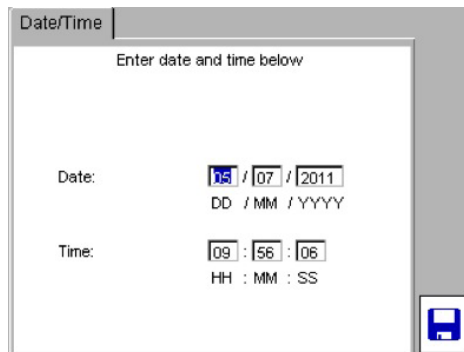 Date/Time
Enter date and time below
Date: 05 / 07 / 2011
DD / MM / YYYY
Time: 09 : 56 : 06
HH : MM : SS